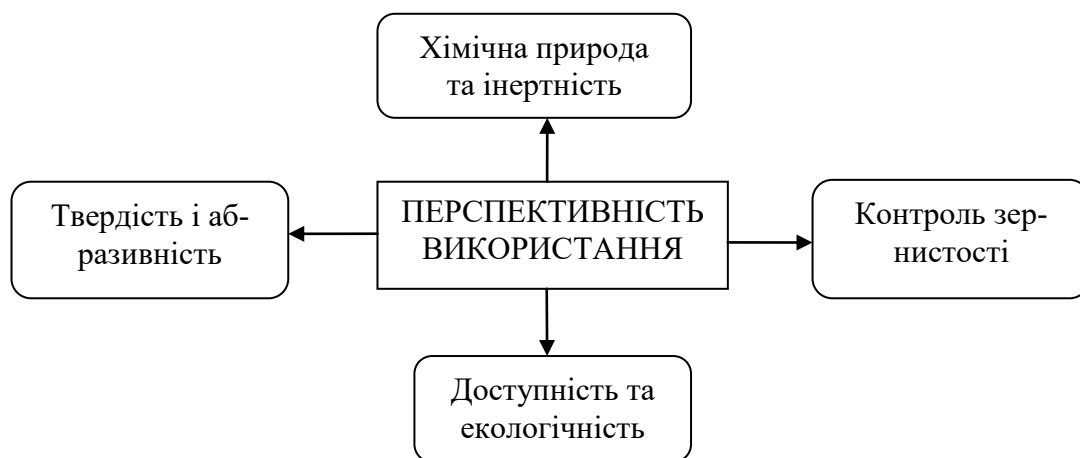 Хімічна природа
та інертність
Твердість і аб-
разивність
ПЕРСПЕКТИВНІСТЬ
ВИКОРИСТАННЯ
Контроль зер-
нистості
Доступність та
екологічність